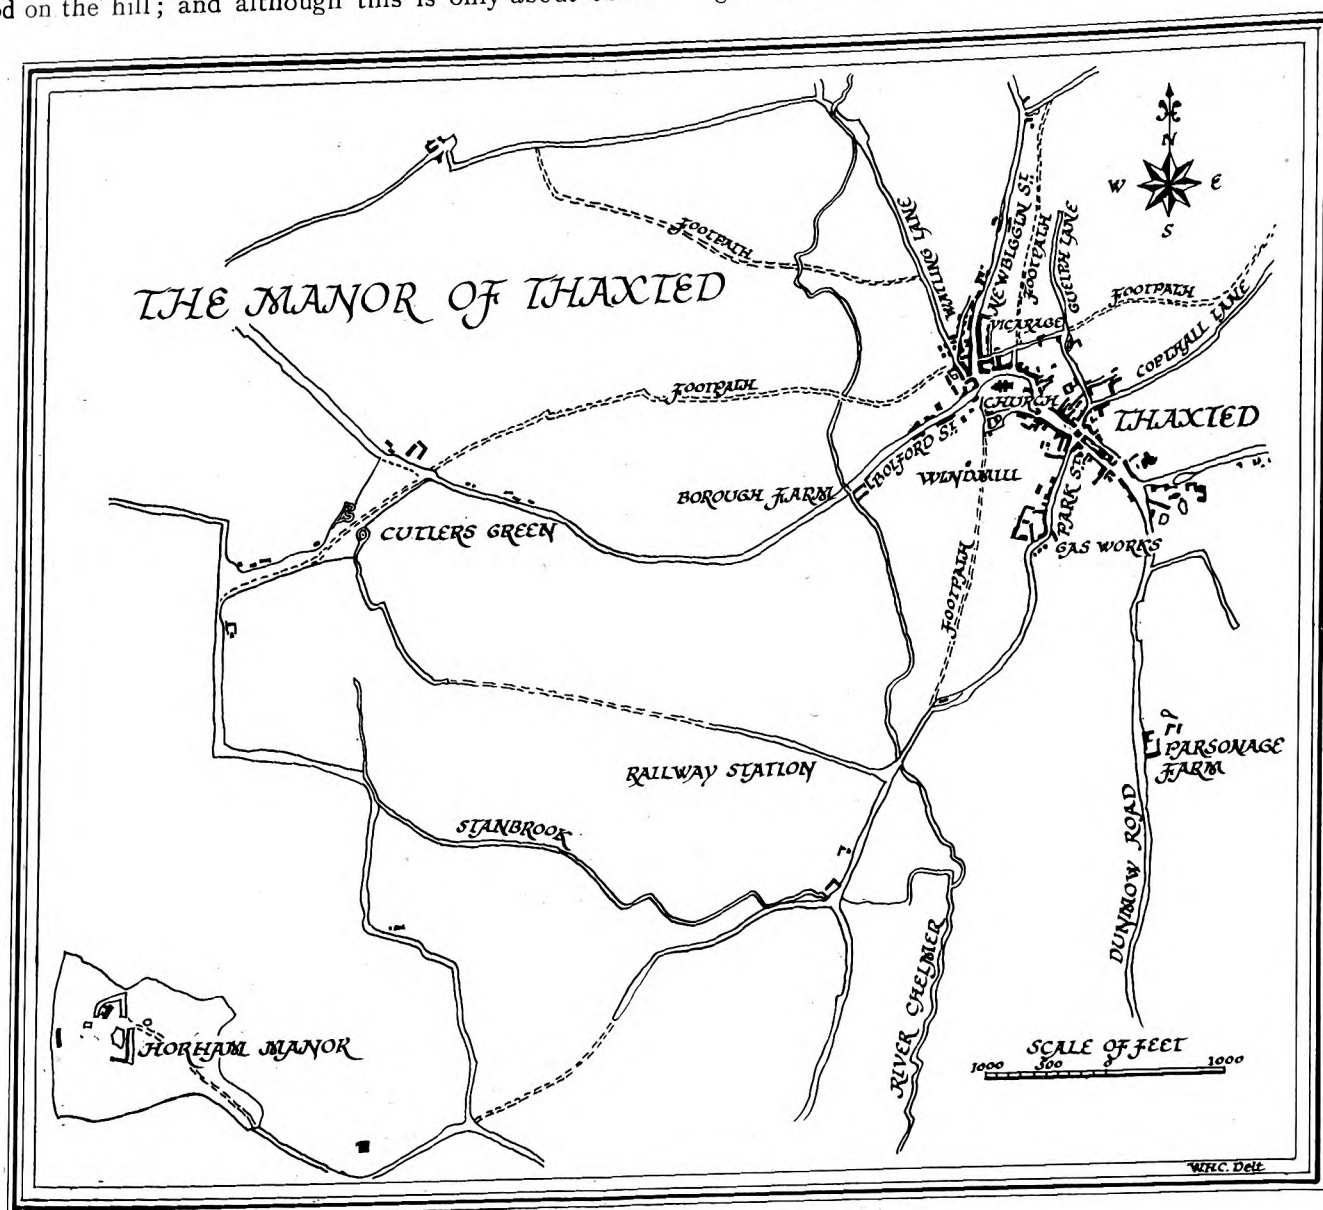 on the hill; and although this is only about
N
W E
S
THE MANOR OF THAXTED
FOOTPATH
WATLING LANE
NEWBIGGIN ST.
FOOTPATH
GUELPH LANE
FOOTPATH
VICARAGE
COPTHALL LANE
FOOTPATH
CHURCH
THAXTED
BOLFORD ST.
WINDMILL
BOROUGH FARM
PARK ST.
CUTLERS GREEN
GAS WORKS
FOOTPATH
PARSONAGE
FARM
RAILWAY STATION
STANBROOK
DUNMOW ROAD
RIVER CHELMER
HORHAM MANOR
SCALE OF FEET
1000 500 0 1000
W.H.C. Delt